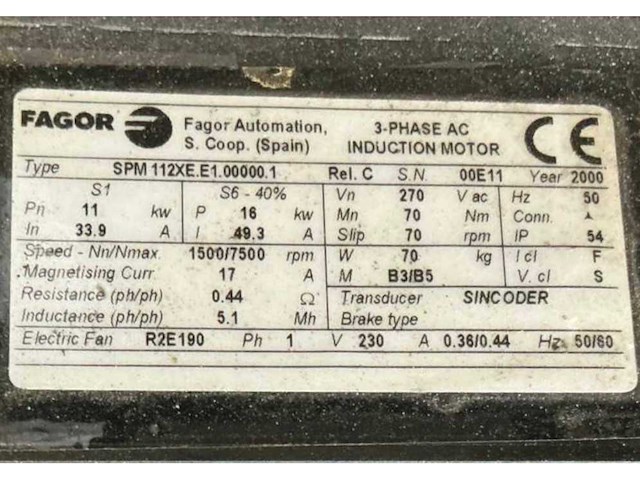 FAGOR Fagor Automation, S. Coop. (Spain) 3-PHASE AC INDUCTION MOTOR CE
Type SPM 112XE.E1.00000.1 Rel. C S.N. 00E11 Year 2000
S1 S6 - 40% Vn 270 V ac Hz 50
Pn 11 kw P 16 kw Mn 70 Nm Conn.
In 33.9 A I 49.3 A Slip 70 rpm IP 54
Speed - Nn/Nmax 1500/7500 rpm W 70 kg I cl F
Magnetising Curr. 17 A M B3/B5 V. cl S
Resistance (ph/ph) 0.44 Ω Transducer SINCODER
Inductance (ph/ph) 5.1 Mh Brake type
Electric Fan R2E190 Ph 1 V 230 A 0.36/0.44 Hz 50/60